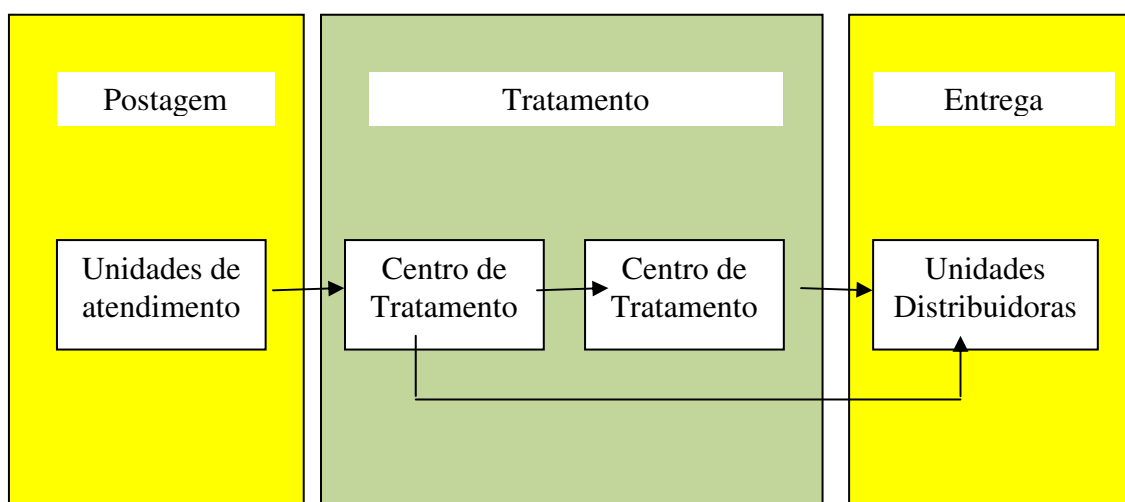 Postagem
Tratamento
Entrega
Unidades de
atendimento
Centro de
Tratamento
Centro de
Tratamento
Unidades
Distribuidoras